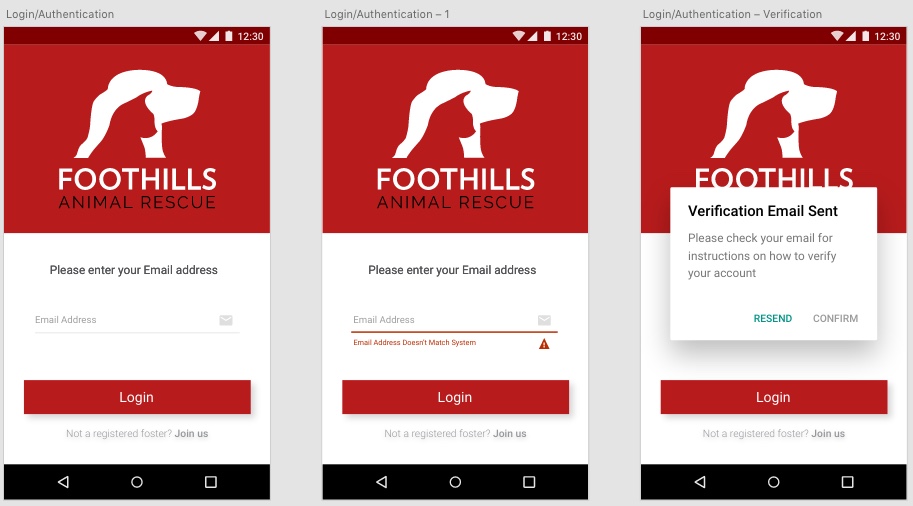 Login/Authentication
12:30
FOOTHILLS
ANIMAL RESCUE
Please enter your Email address
Email Address
Login
Not a registered foster? Join us
Login/Authentication – 1
12:30
FOOTHILLS
ANIMAL RESCUE
Please enter your Email address
Email Address
Email Address Doesn't Match System
Login
Not a registered foster? Join us
Login/Authentication – Verification
12:30
FOOTHILLS
Verification Email Sent
Please check your email for
instructions on how to verify
your account
RESEND CONFIRM
Login
Not a registered foster? Join us